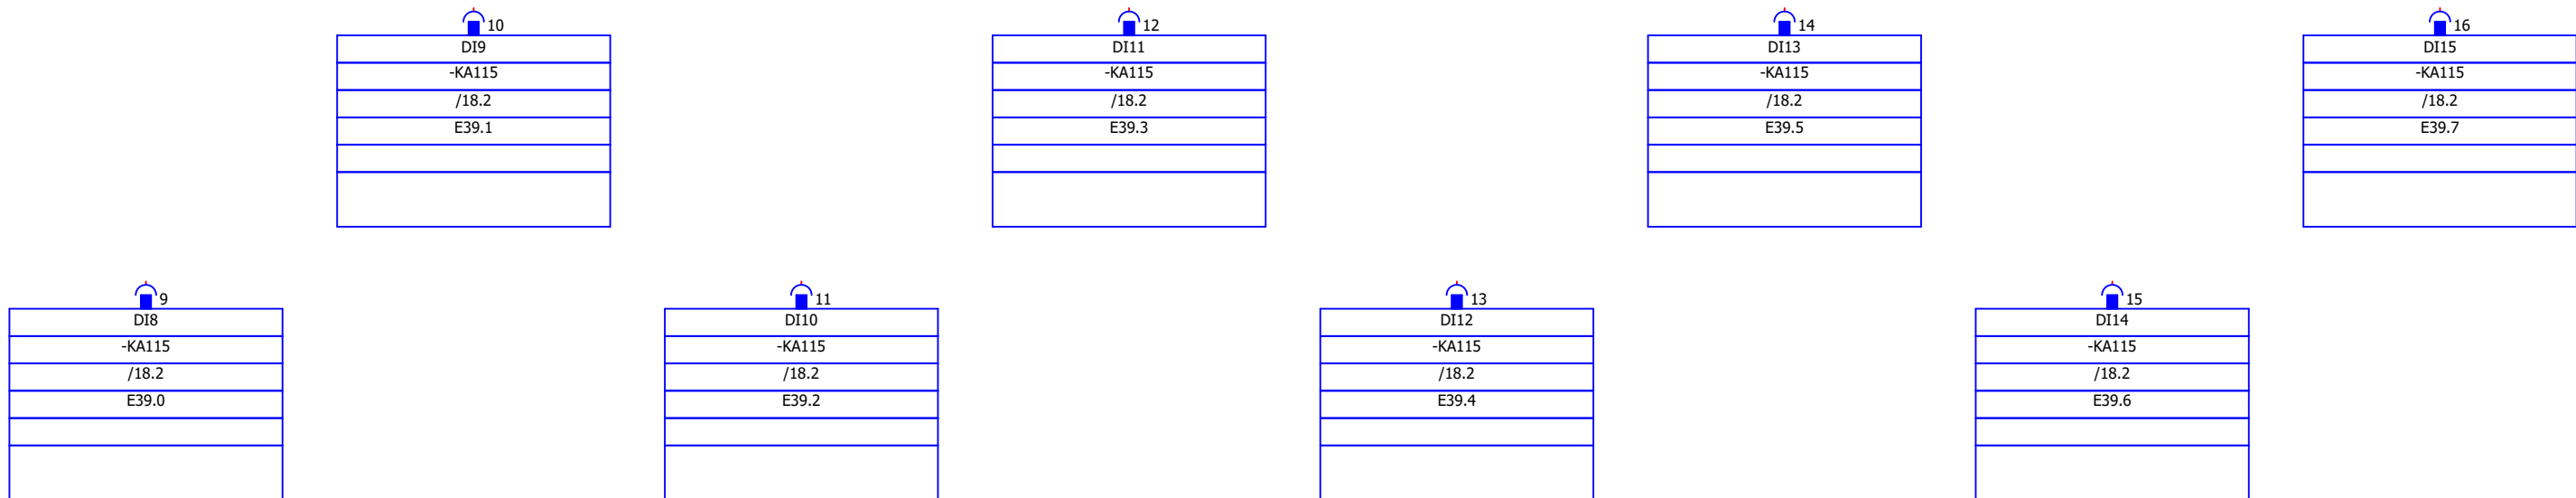 10
DI9
-KA115
/18.2
E39.1
12
DI11
-KA115
/18.2
E39.3
14
DI13
-KA115
/18.2
E39.5
16
DI15
-KA115
/18.2
E39.7
9
DI8
-KA115
/18.2
E39.0
11
DI10
-KA115
/18.2
E39.2
13
DI12
-KA115
/18.2
E39.4
15
DI14
-KA115
/18.2
E39.6